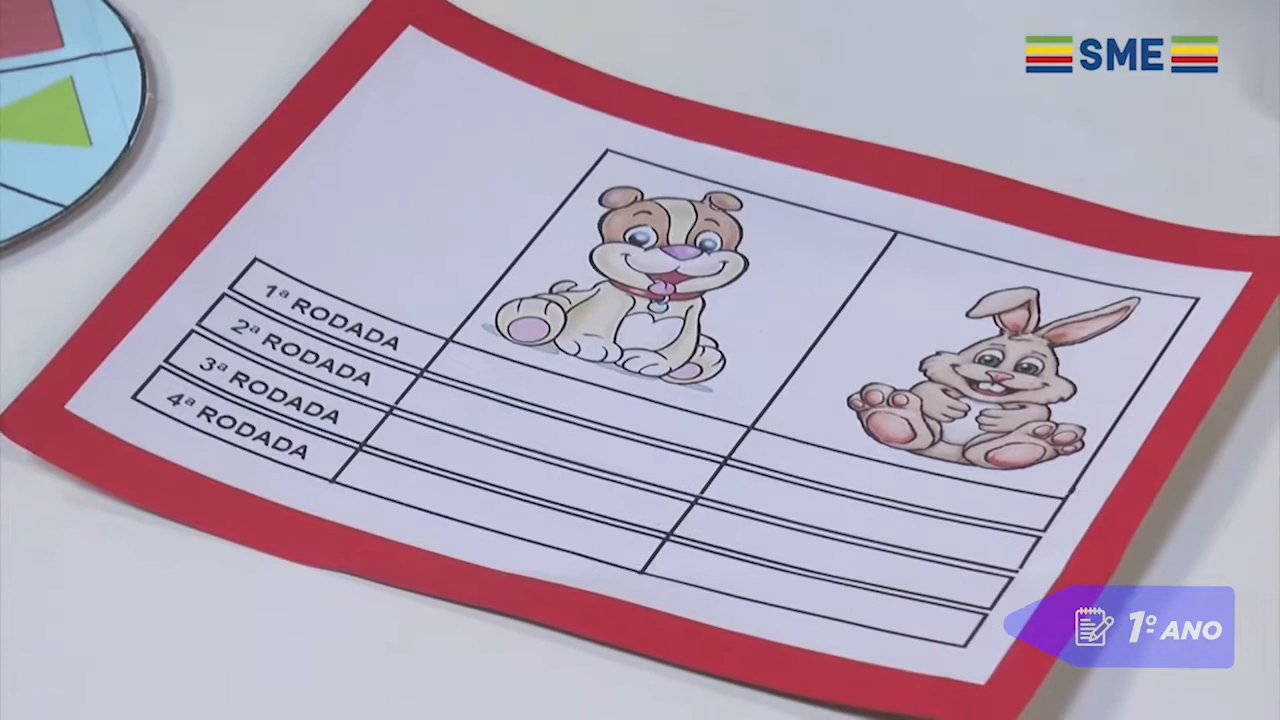 SME
1ª RODADA
2ª RODADA
3ª RODADA
4ª RODADA
1º ANO